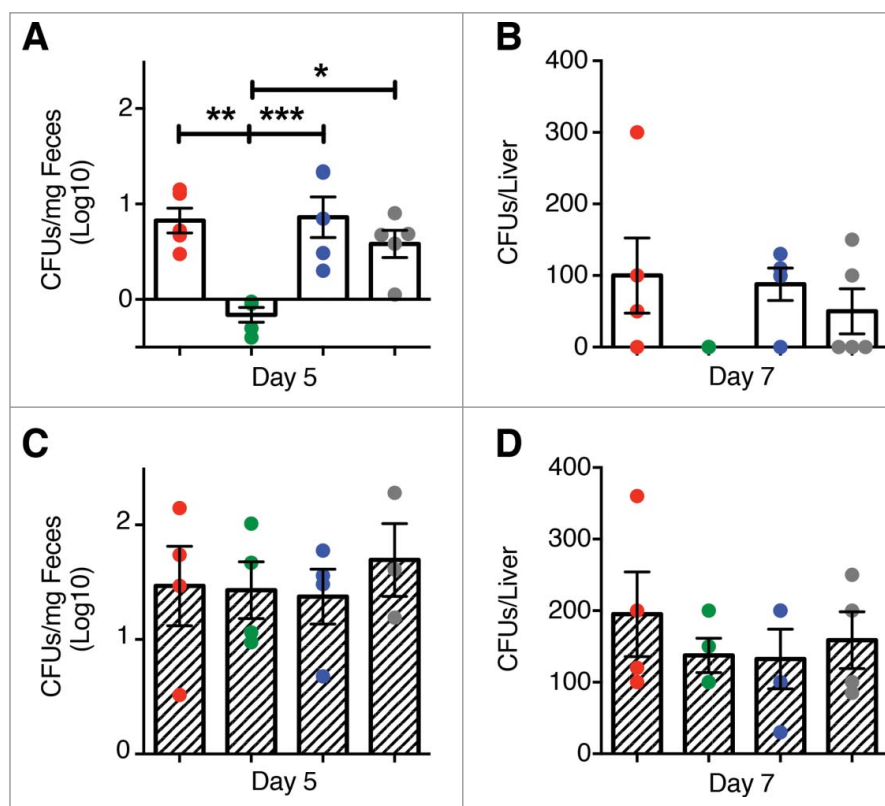 A
CFUs/mg Feces
(Log10)
2
1
0
**
***
*
Day 5
B
CFUs/Liver
400
300
200
100
0
Day 7
C
CFUs/mg Feces
(Log10)
2
1
0
Day 5
D
CFUs/Liver
400
300
200
100
0
Day 7